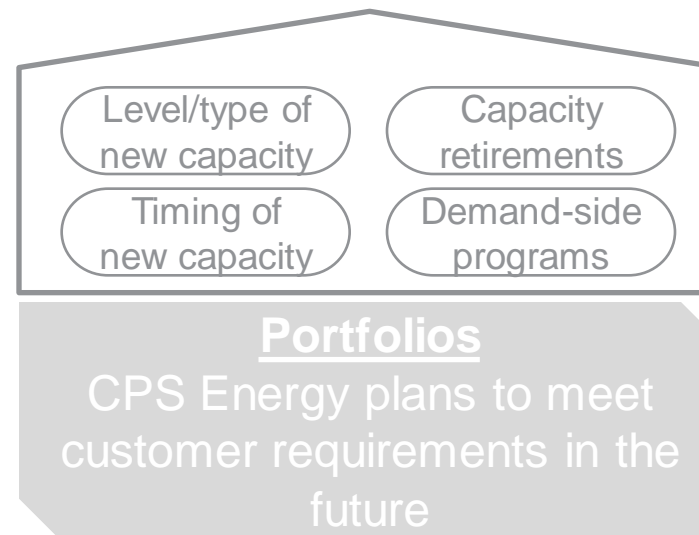 Level/type of
new capacity
Capacity
retirements
Timing of
new capacity
Demand-side
programs
Portfolios
CPS Energy plans to meet
customer requirements in the
future